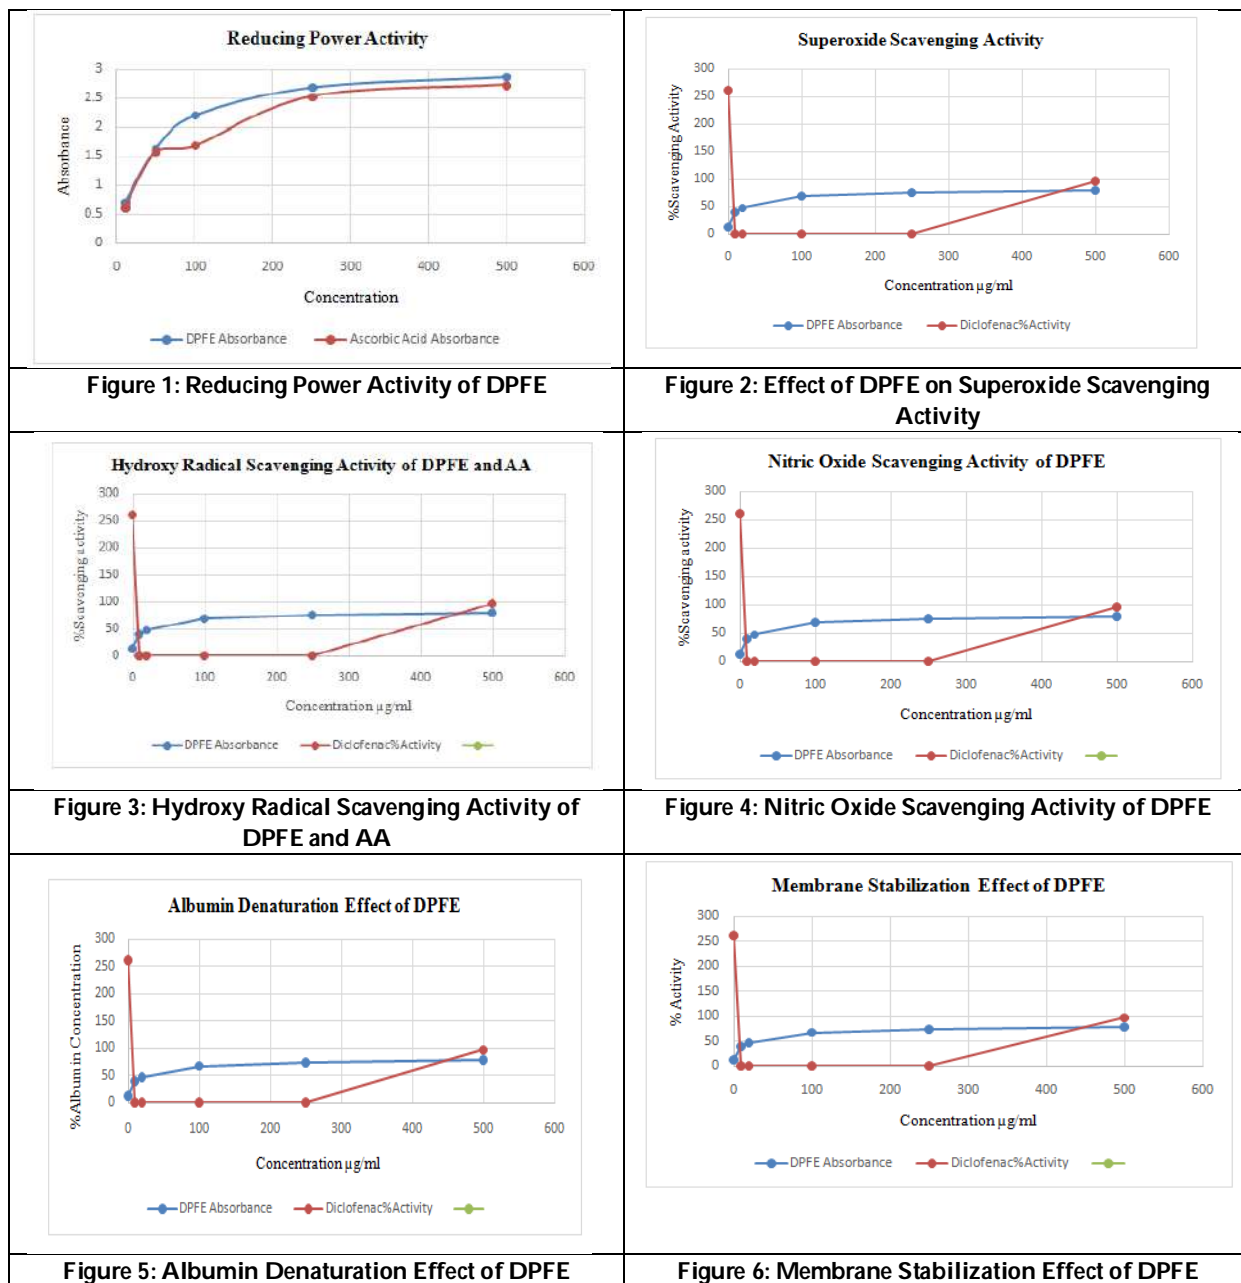 Reducing Power Activity
3
2.5
2
1.5
1
0.5
0
Absorbance
0 100 200 300 400 500 600
Concentration
DPFE Absorbance Ascorbic Acid Absorbance
Figure 1: Reducing Power Activity of DPFE
Superoxide Scavenging Activity
300
250
200
150
100
50
0
%Scavenging Activity
0 100 200 300 400 500 600
Concentration µg/ml
DPFE Absorbance Diclofenac%Activity
Figure 2: Effect of DPFE on Superoxide Scavenging
Activity
Hydroxy Radical Scavenging Activity of DPFE and AA
300
250
200
150
100
50
0
%Scavenging activity
0 100 200 300 400 500 600
Concentration µg/ml
DPFE Absorbance Diclofenac%Activity
Figure 3: Hydroxy Radical Scavenging Activity of
DPFE and AA
Nitric Oxide Scavenging Activity of DPFE
300
250
200
150
100
50
0
%Scavenging activity
0 100 200 300 400 500 600
Concentration µg/ml
DPFE Absorbance Diclofenac%Activity
Figure 4: Nitric Oxide Scavenging Activity of DPFE
Albumin Denaturation Effect of DPFE
300
250
200
150
100
50
0
%Albumin Concentration
0 100 200 300 400 500 600
Concentration µg/ml
DPFE Absorbance Diclofenac%Activity
Figure 5: Albumin Denaturation Effect of DPFE
Membrane Stabilization Effect of DPFE
300
250
200
150
100
50
0
% Activity
0 100 200 300 400 500 600
Concentration µg/ml
DPFE Absorbance Diclofenac%Activity
Figure 6: Membrane Stabilization Effect of DPFE